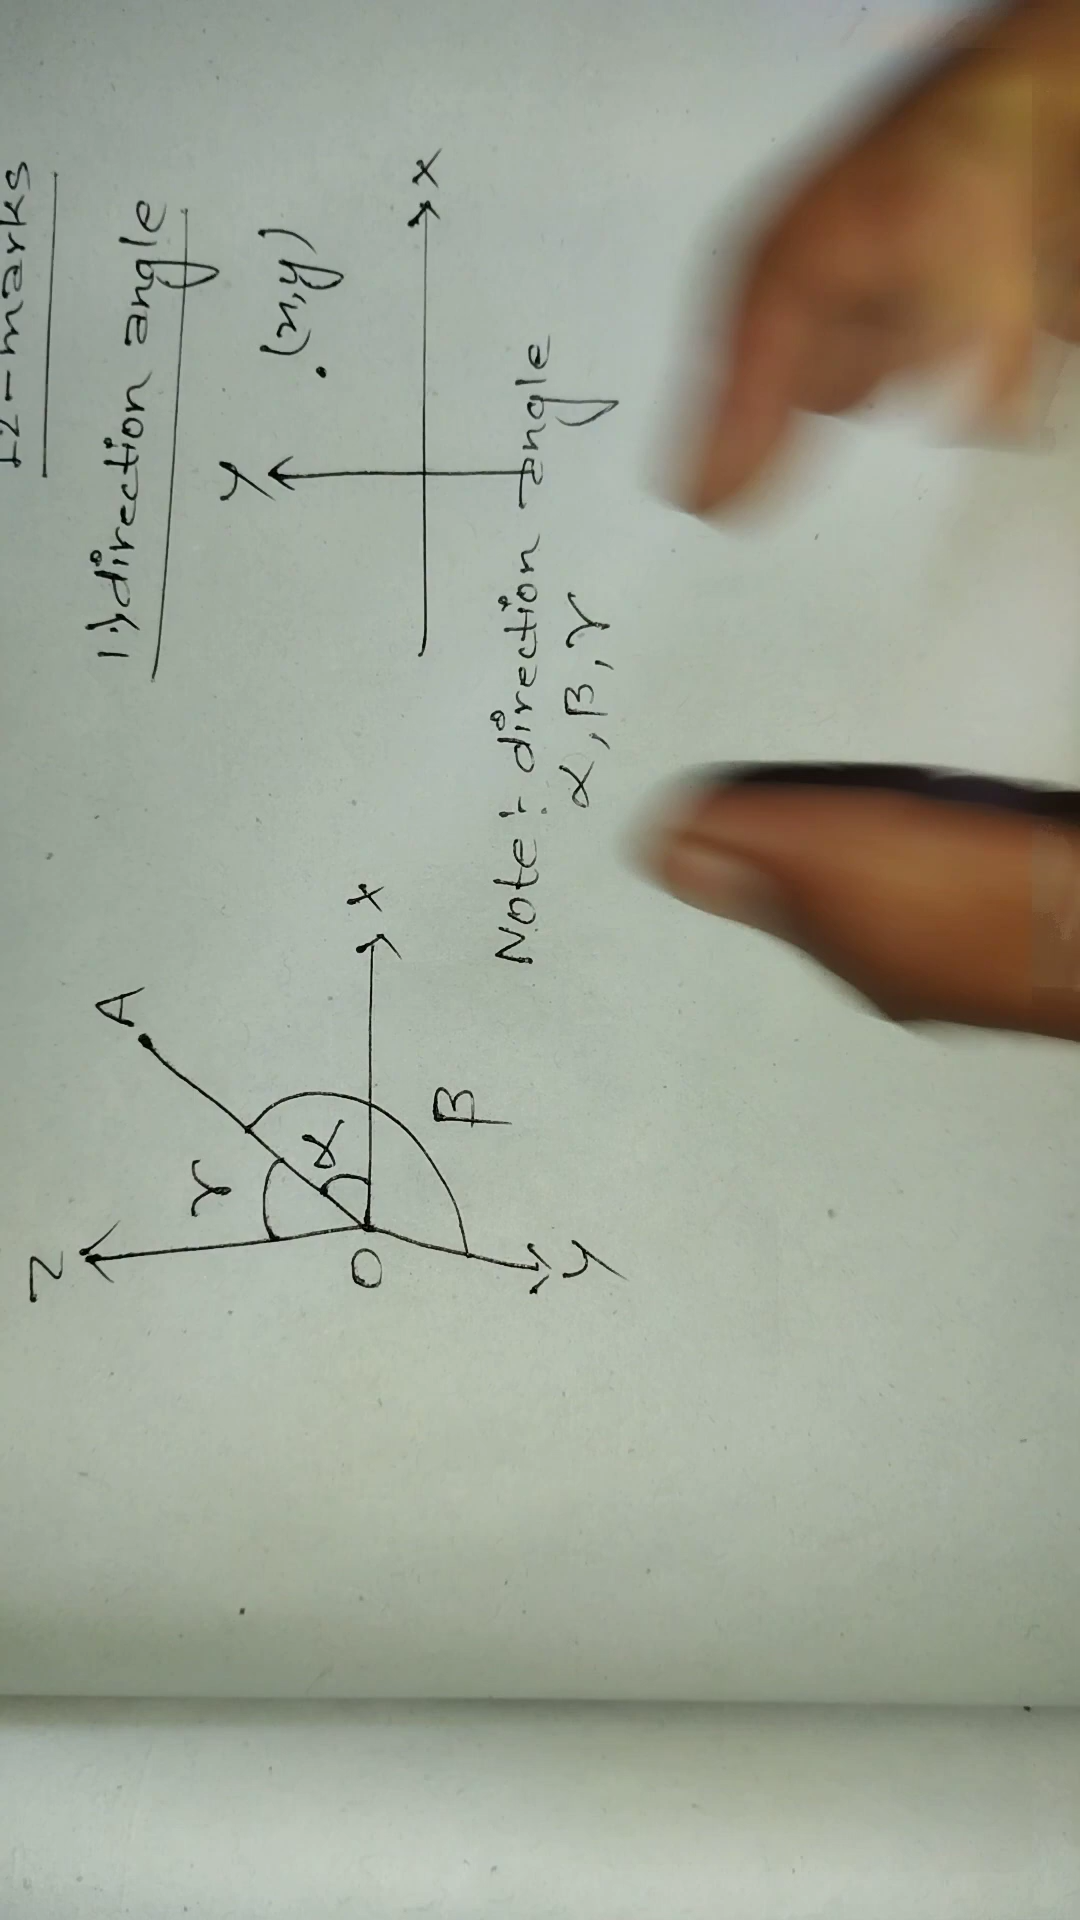 12-marks
1) direction angle
Y
. (x,y)
X
Z
γ
A
α
O
X
β
Y
Note:- direction angle
α, β, γ